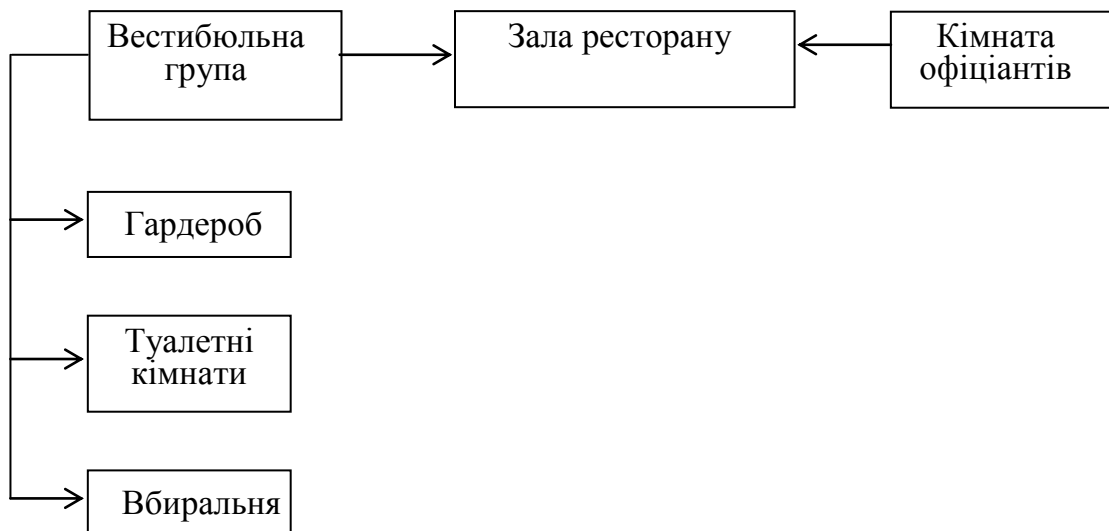 Вестибюльна
група
Зала ресторану
Кімната
офіціантів
Гардероб
Туалетні
кімнати
Вбиральня